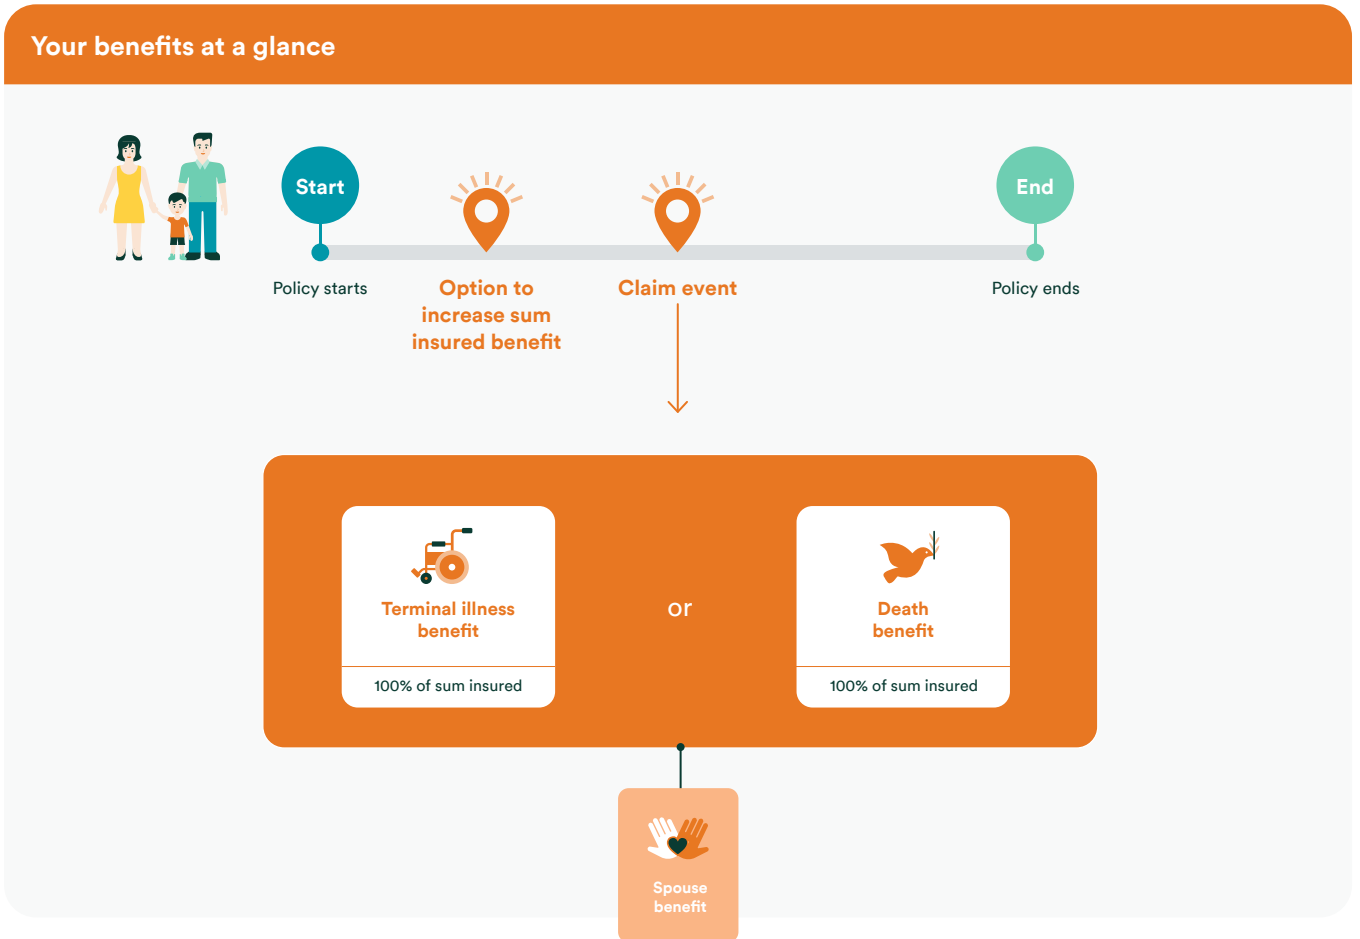 Your benefits at a glance
Start
End
Policy starts
Option to
increase sum
insured benefit
Claim event
Policy ends
Terminal illness
benefit
100% of sum insured
or
Death
benefit
100% of sum insured
Spouse
benefit